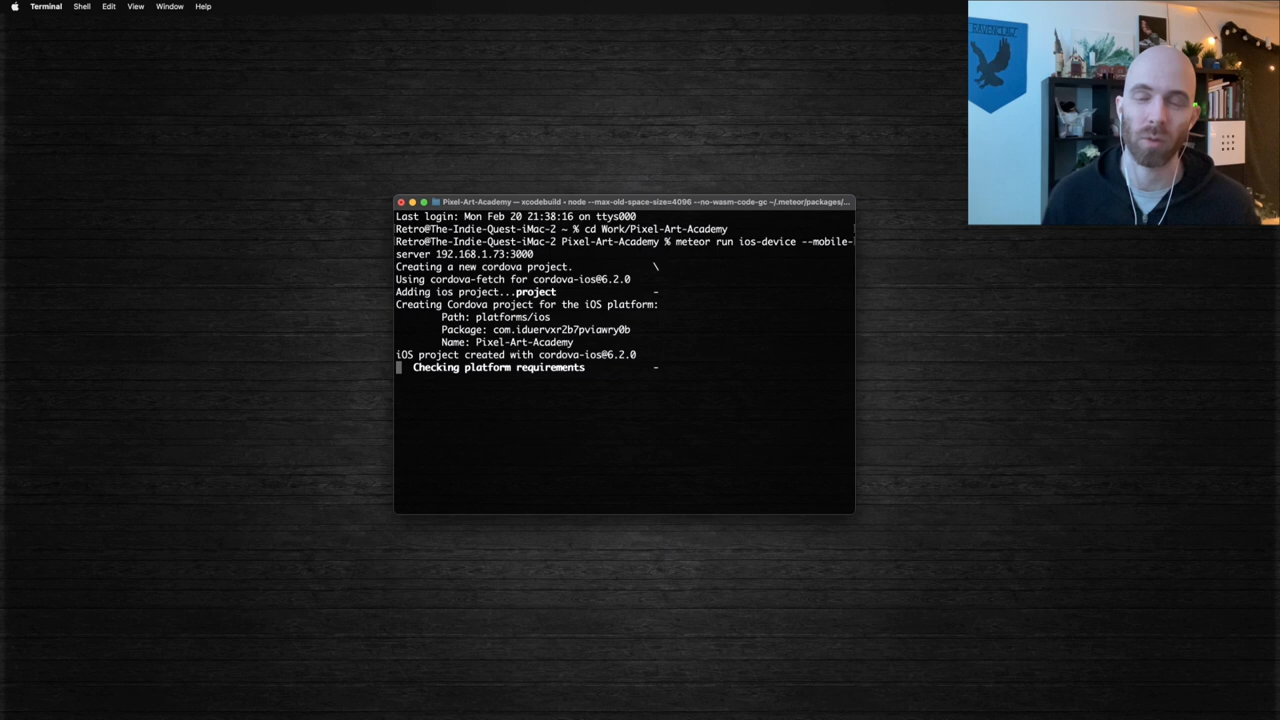 Terminal Shell Edit View Window Help
RAVENCLAW
Pixel-Art-Academy — xcodebuild • node --max-old-space-size=4096 --no-wasm-code-gc ~/.meteor/packages/...
Last login: Mon Feb 20 21:38:16 on ttys000
Retro@The-Indie-Quest-iMac-2 ~ % cd Work/Pixel-Art-Academy
Retro@The-Indie-Quest-iMac-2 Pixel-Art-Academy % meteor run ios-device --mobile-
server 192.168.1.73:3000
Creating a new cordova project. \
Using cordova-fetch for cordova-ios@6.2.0
Adding ios project...project -
Creating Cordova project for the iOS platform:
Path: platforms/ios
Package: com.iduervxr2b7pviawry0b
Name: Pixel-Art-Academy
iOS project created with cordova-ios@6.2.0
Checking platform requirements -